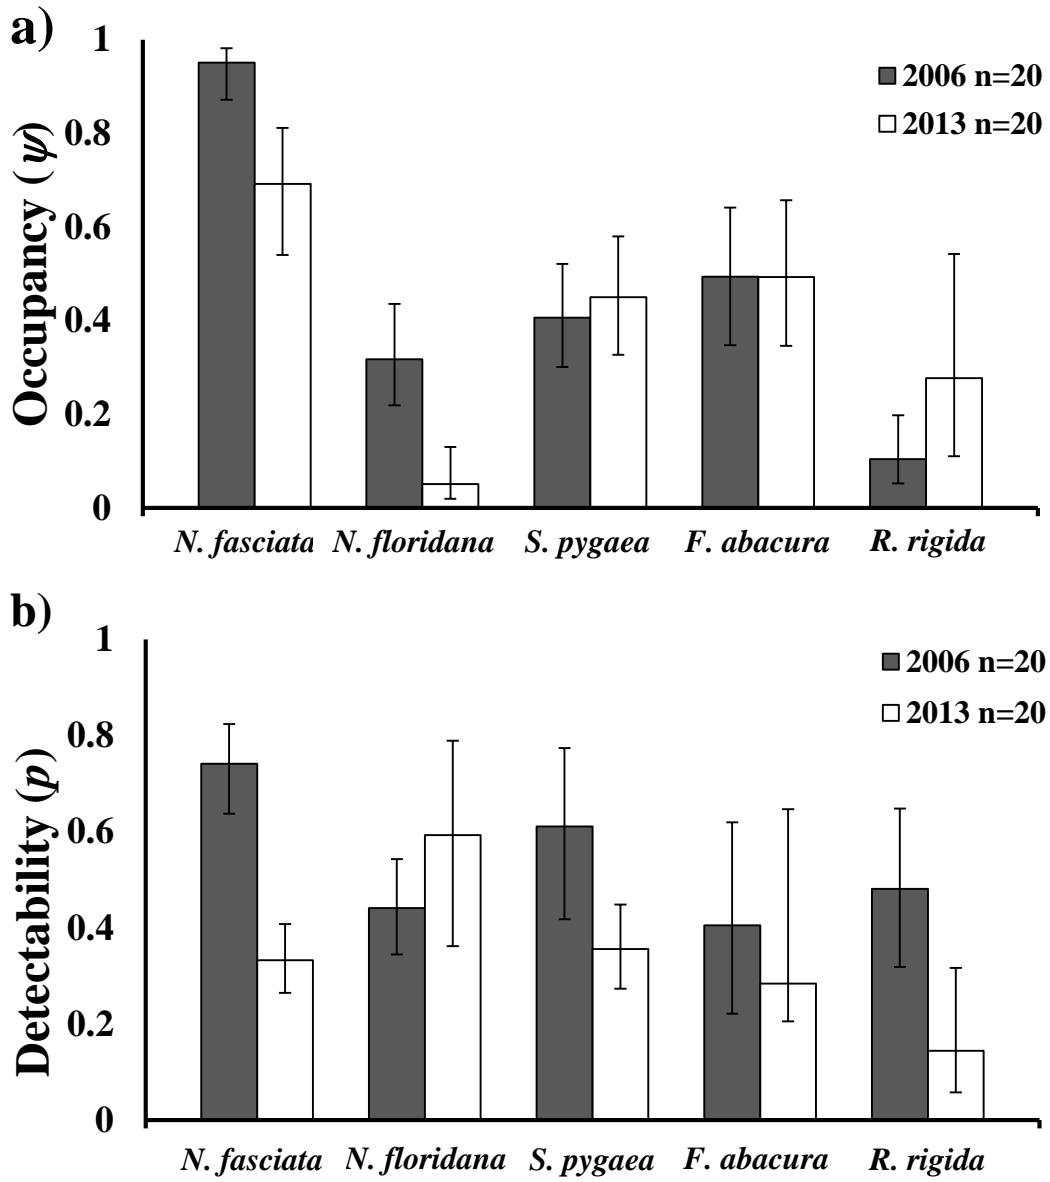 a)
1
0.8
0.6
0.4
0.2
0
Occupancy (ψ)
2006 n=20
2013 n=20
N. fasciata N. floridana S. pygaea F. abacura R. rigida
b)
1
0.8
0.6
0.4
0.2
0
Detectability (p)
2006 n=20
2013 n=20
N. fasciata N. floridana S. pygaea F. abacura R. rigida